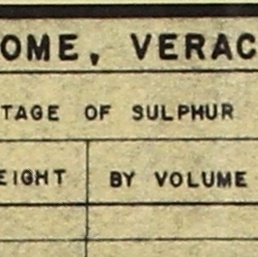 OME, VERAC
TAGE OF SULPHUR
EIGHT BY VOLUME